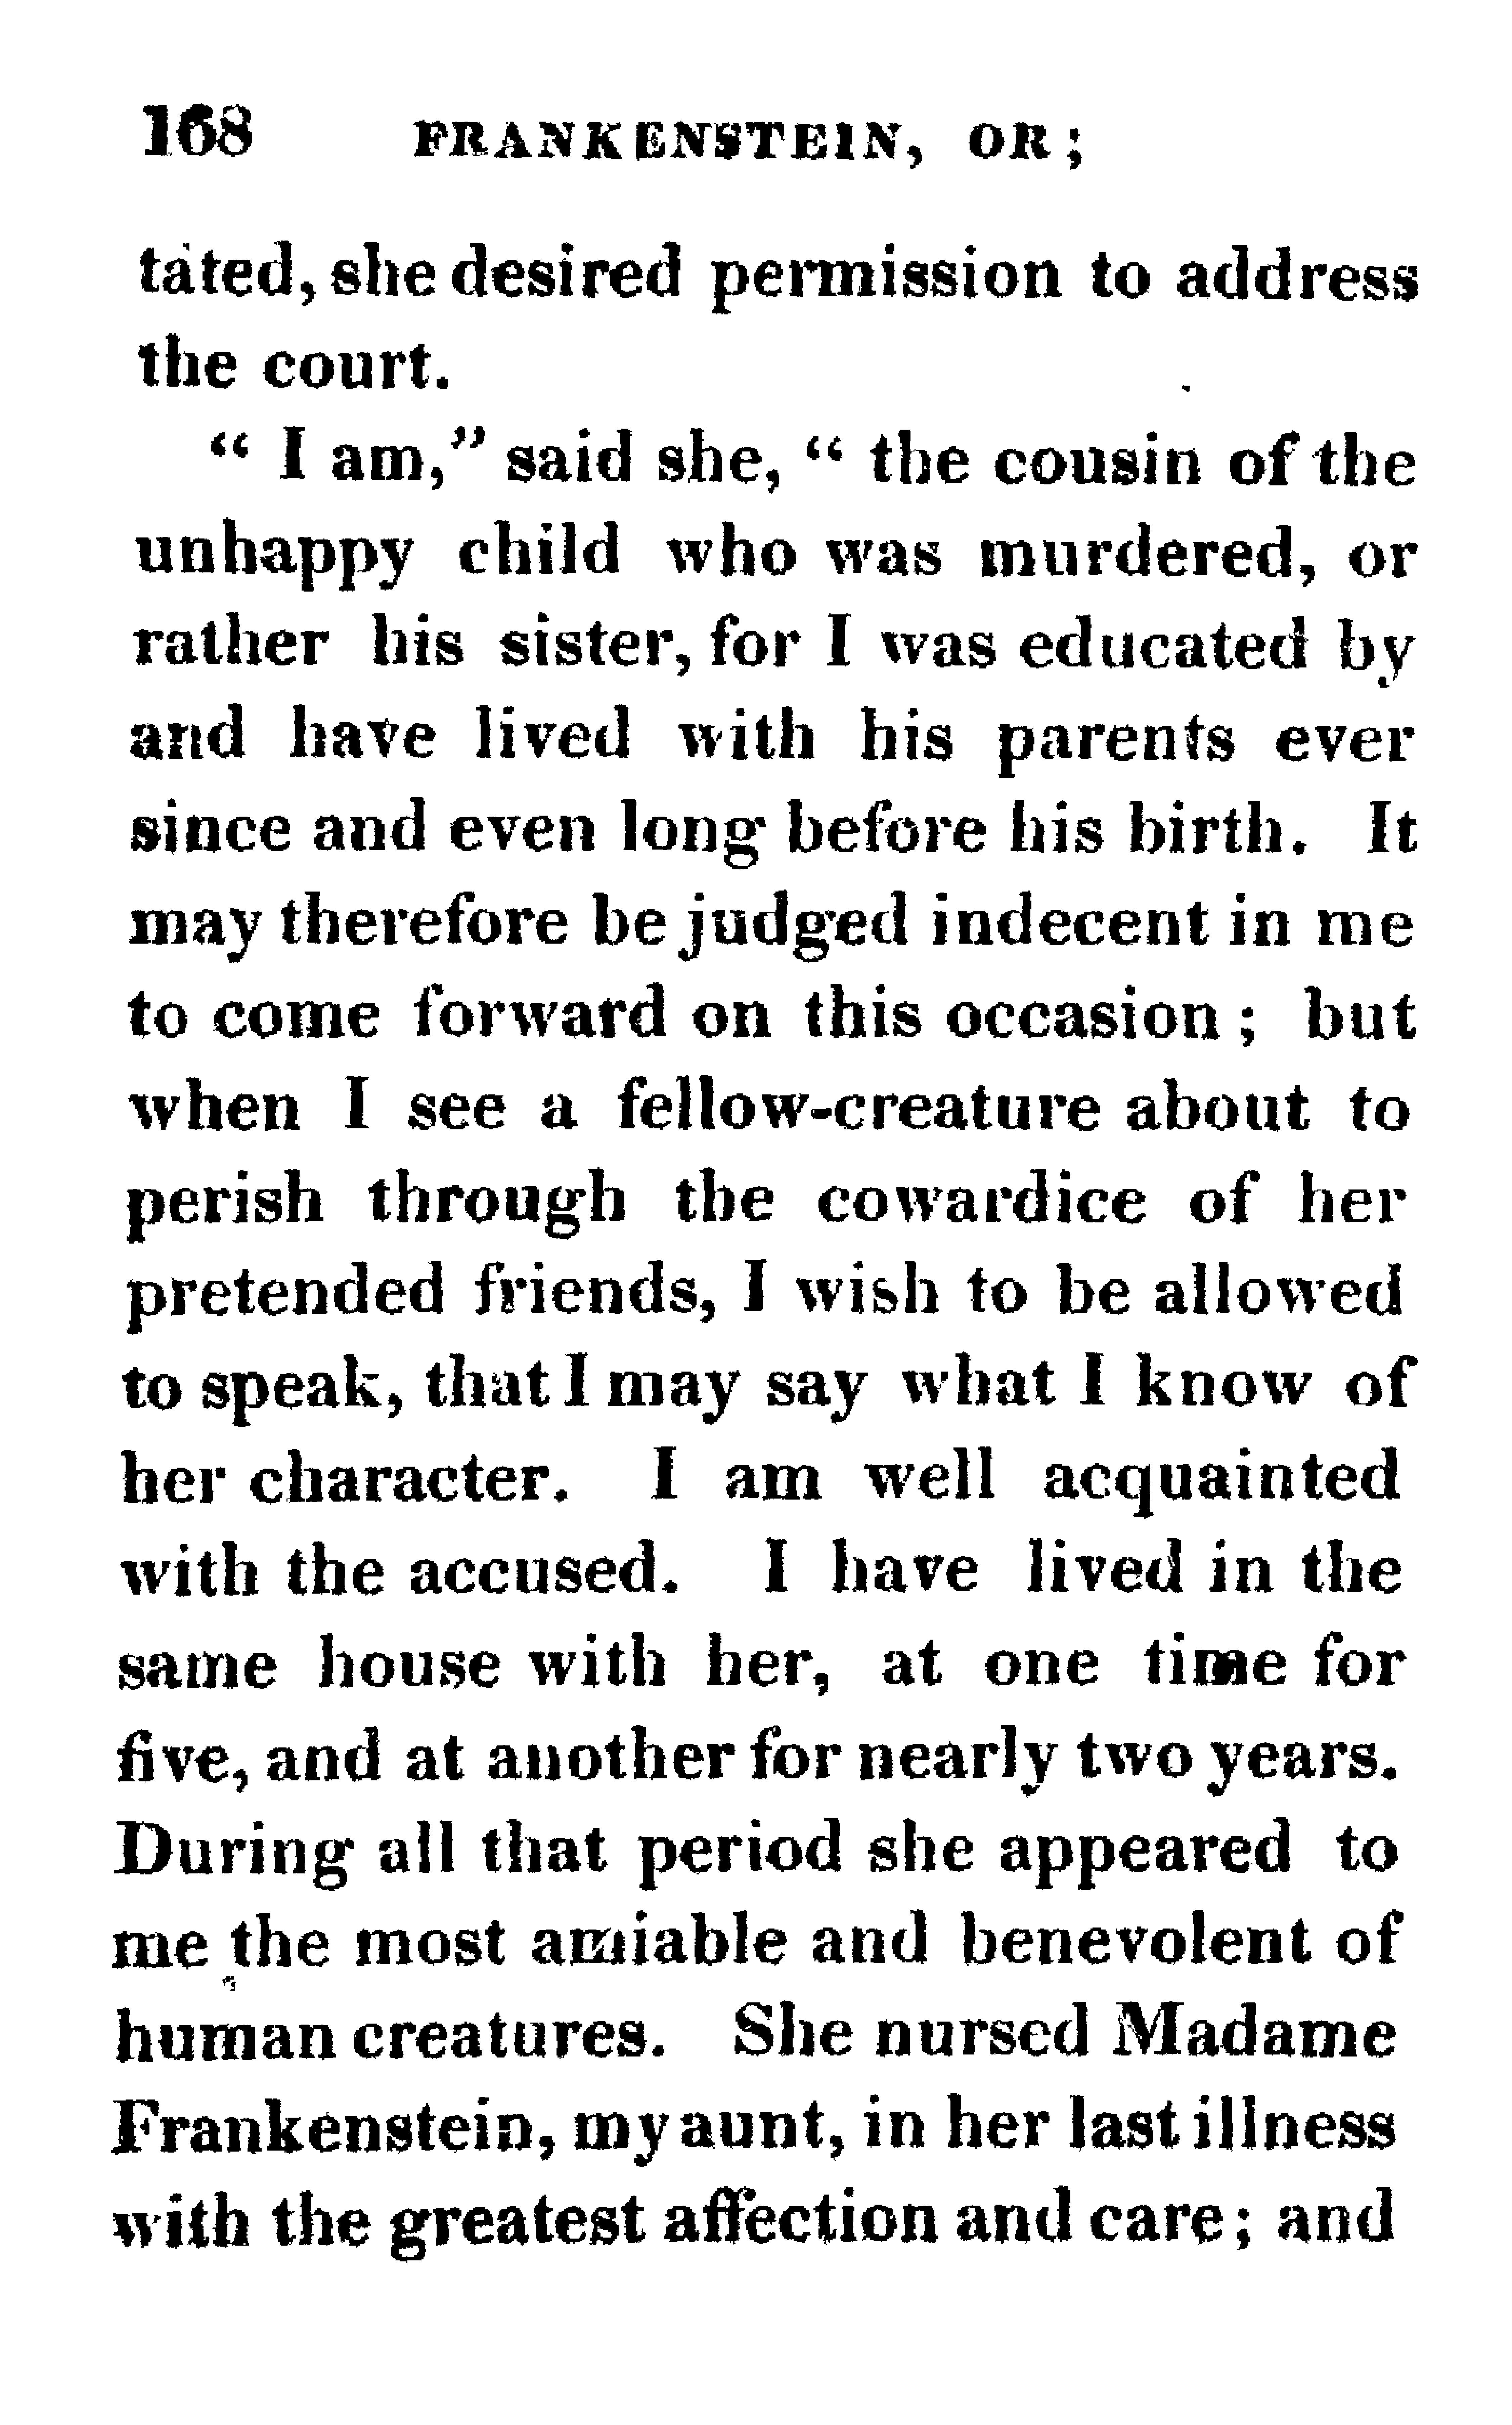 168 FRANKENSTEIN, OR;
tated, she desired permission to address
the court.
“ I am,” said she, “ the cousin of the
unhappy child who was murdered, or
rather his sister, for I was educated by
and have lived with his parents ever
since and even long before his birth. It
may therefore be judged indecent in me
to come forward on this occasion ; but
when I see a fellow-creature about to
perish through the cowardice of her
pretended friends, I wish to be allowed
to speak, that I may say what I know of
her character. I am well acquainted
with the accused. I have lived in the
same house with her, at one time for
five, and at another for nearly two years.
During all that period she appeared to
me the most amiable and benevolent of
human creatures. She nursed Madame
Frankenstein, my aunt, in her last illness
with the greatest affection and care ; and